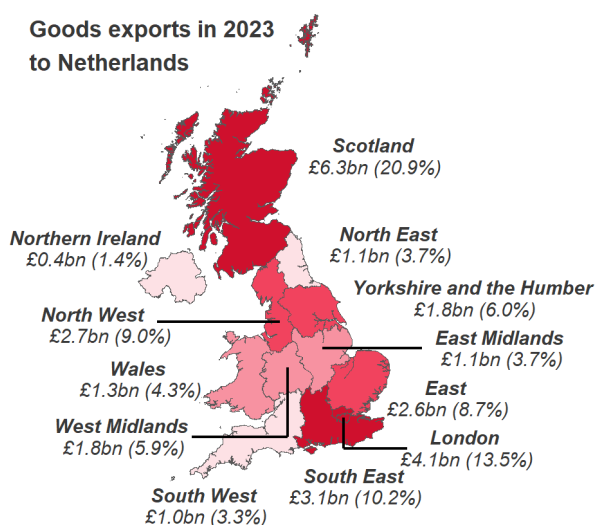 Goods exports in 2023
to Netherlands
Scotland
£6.3bn (20.9%)
Northern Ireland
£0.4bn (1.4%)
North East
£1.1bn (3.7%)
Yorkshire and the Humber
£1.8bn (6.0%)
North West
£2.7bn (9.0%)
East Midlands
£1.1bn (3.7%)
Wales
£1.3bn (4.3%)
East
£2.6bn (8.7%)
West Midlands
£1.8bn (5.9%)
London
£4.1bn (13.5%)
South East
£3.1bn (10.2%)
South West
£1.0bn (3.3%)